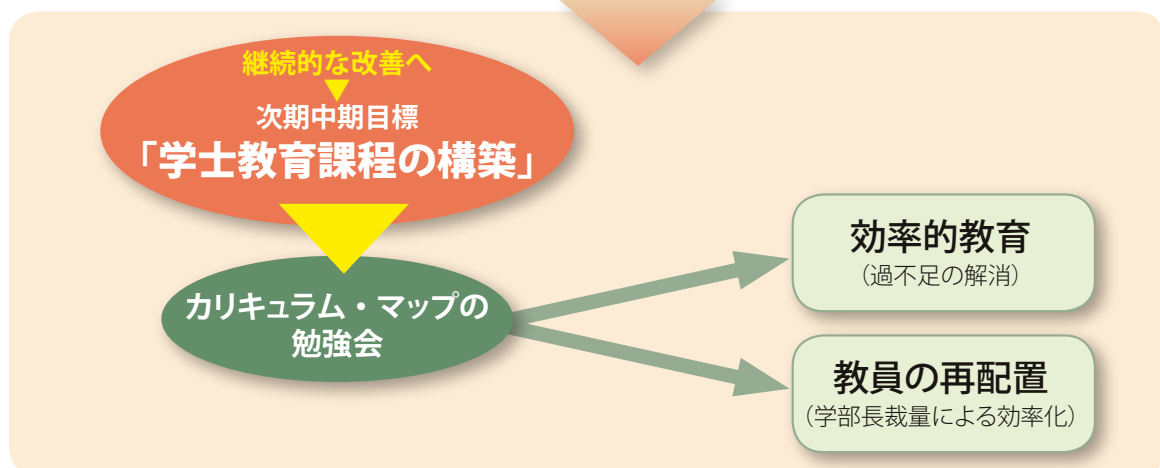 継続的な改善へ
次期中期目標
「学士教育課程の構築」
カリキュラム・マップの
勉強会
効率的教育
（過不足の解消）
教員の再配置
（学部長裁量による効率化）